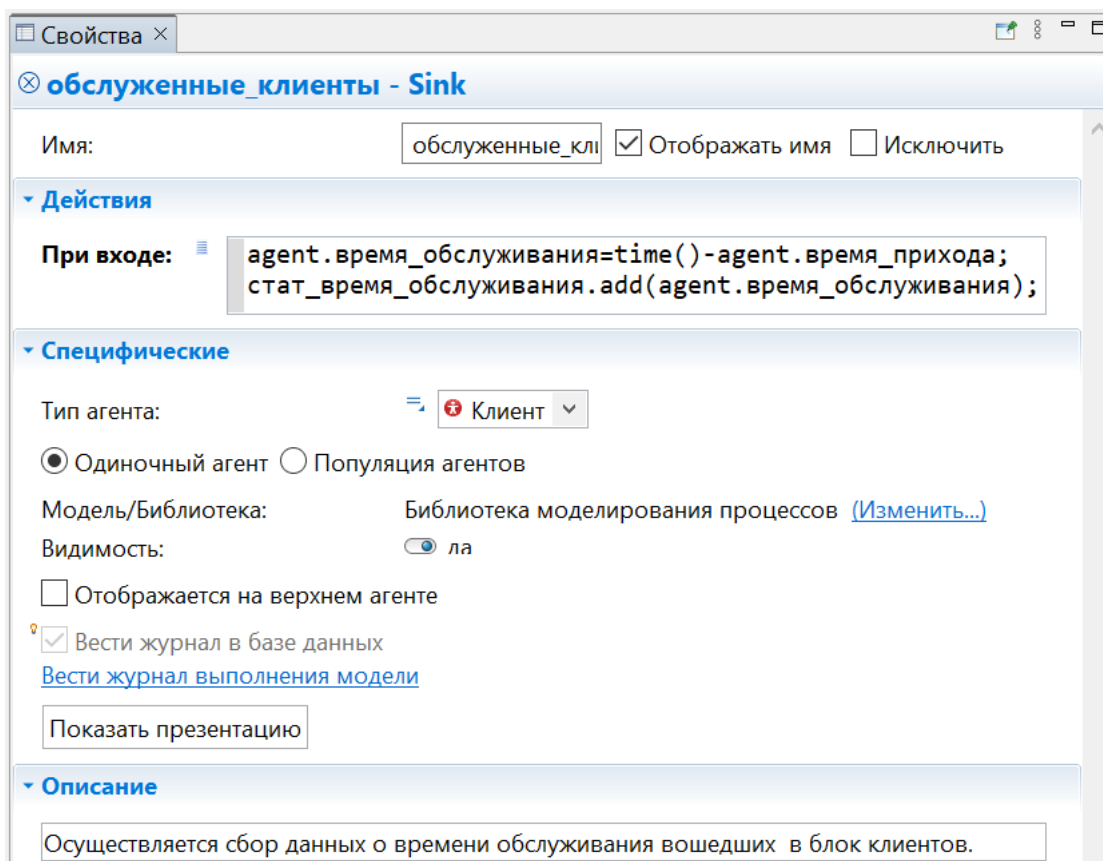 Свойства
обслуженные_клиенты - Sink
Имя: обслуженные_кли Отображать имя Исключить
Действия
При входе: agent.время_обслуживания=time()-agent.время_прихода;
стат_время_обслуживания.add(agent.время_обслуживания);
Специфические
Тип агента: Клиент
Одиночный агент Популяция агентов
Модель/Библиотека: Библиотека моделирования процессов (Изменить...)
Видимость: да
Отображается на верхнем агенте
Вести журнал в базе данных
Вести журнал выполнения модели
Показать презентацию
Описание
Осуществляется сбор данных о времени обслуживания вошедших в блок клиентов.